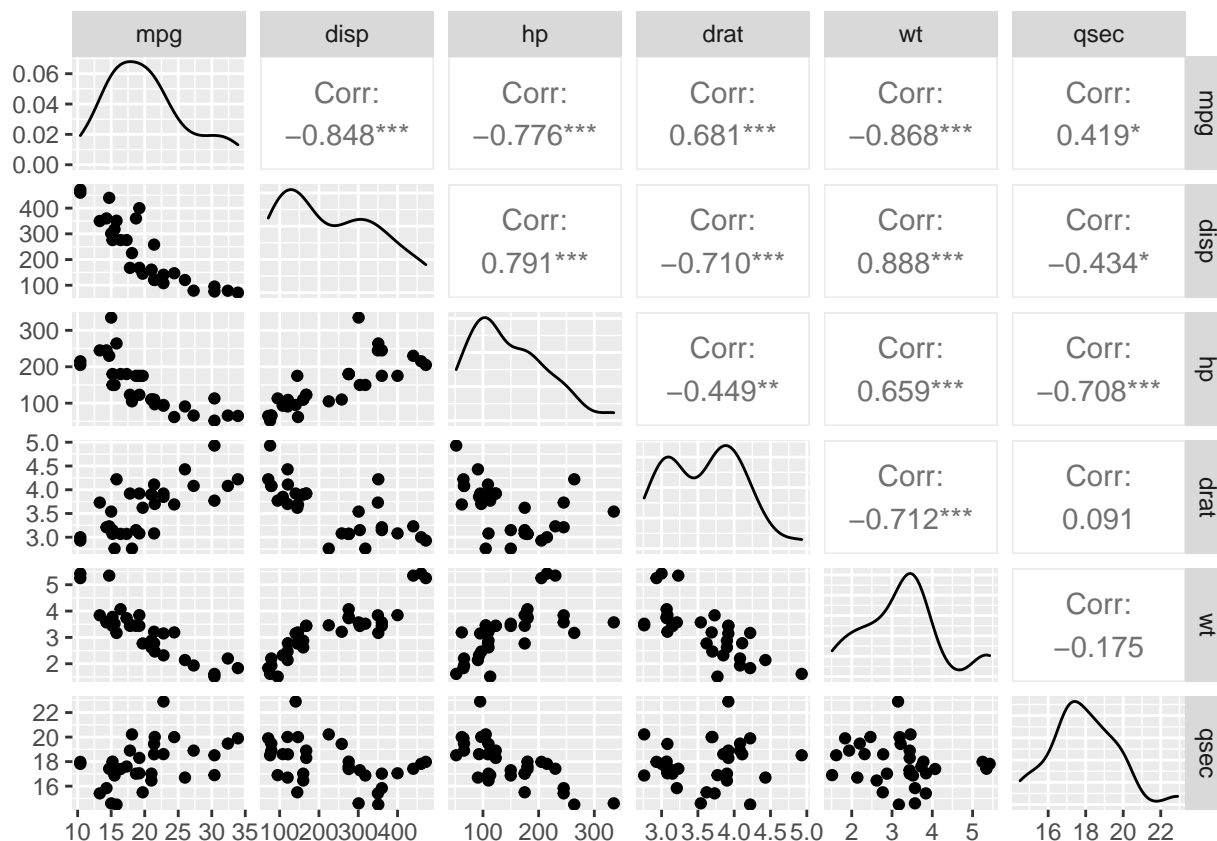 mpg disp hp drat wt qsec
0.06
0.04
0.02
0.00
Corr:
−0.848***
Corr:
−0.776***
Corr:
0.681***
Corr:
−0.868***
Corr:
0.419*
mpg
400
300
200
100
Corr:
0.791***
Corr:
−0.710***
Corr:
0.888***
Corr:
−0.434*
disp
300
200
100
Corr:
−0.449**
Corr:
0.659***
Corr:
−0.708***
hp
5.0
4.5
4.0
3.5
3.0
Corr:
−0.712***
Corr:
0.091
drat
5
4
3
2
Corr:
−0.175
wt
22
20
18
16
qsec
10 15 20 25 30 35 100 200 300 400 100 200 300 3.0 3.5 4.0 4.5 5.0 2 3 4 5 16 18 20 22